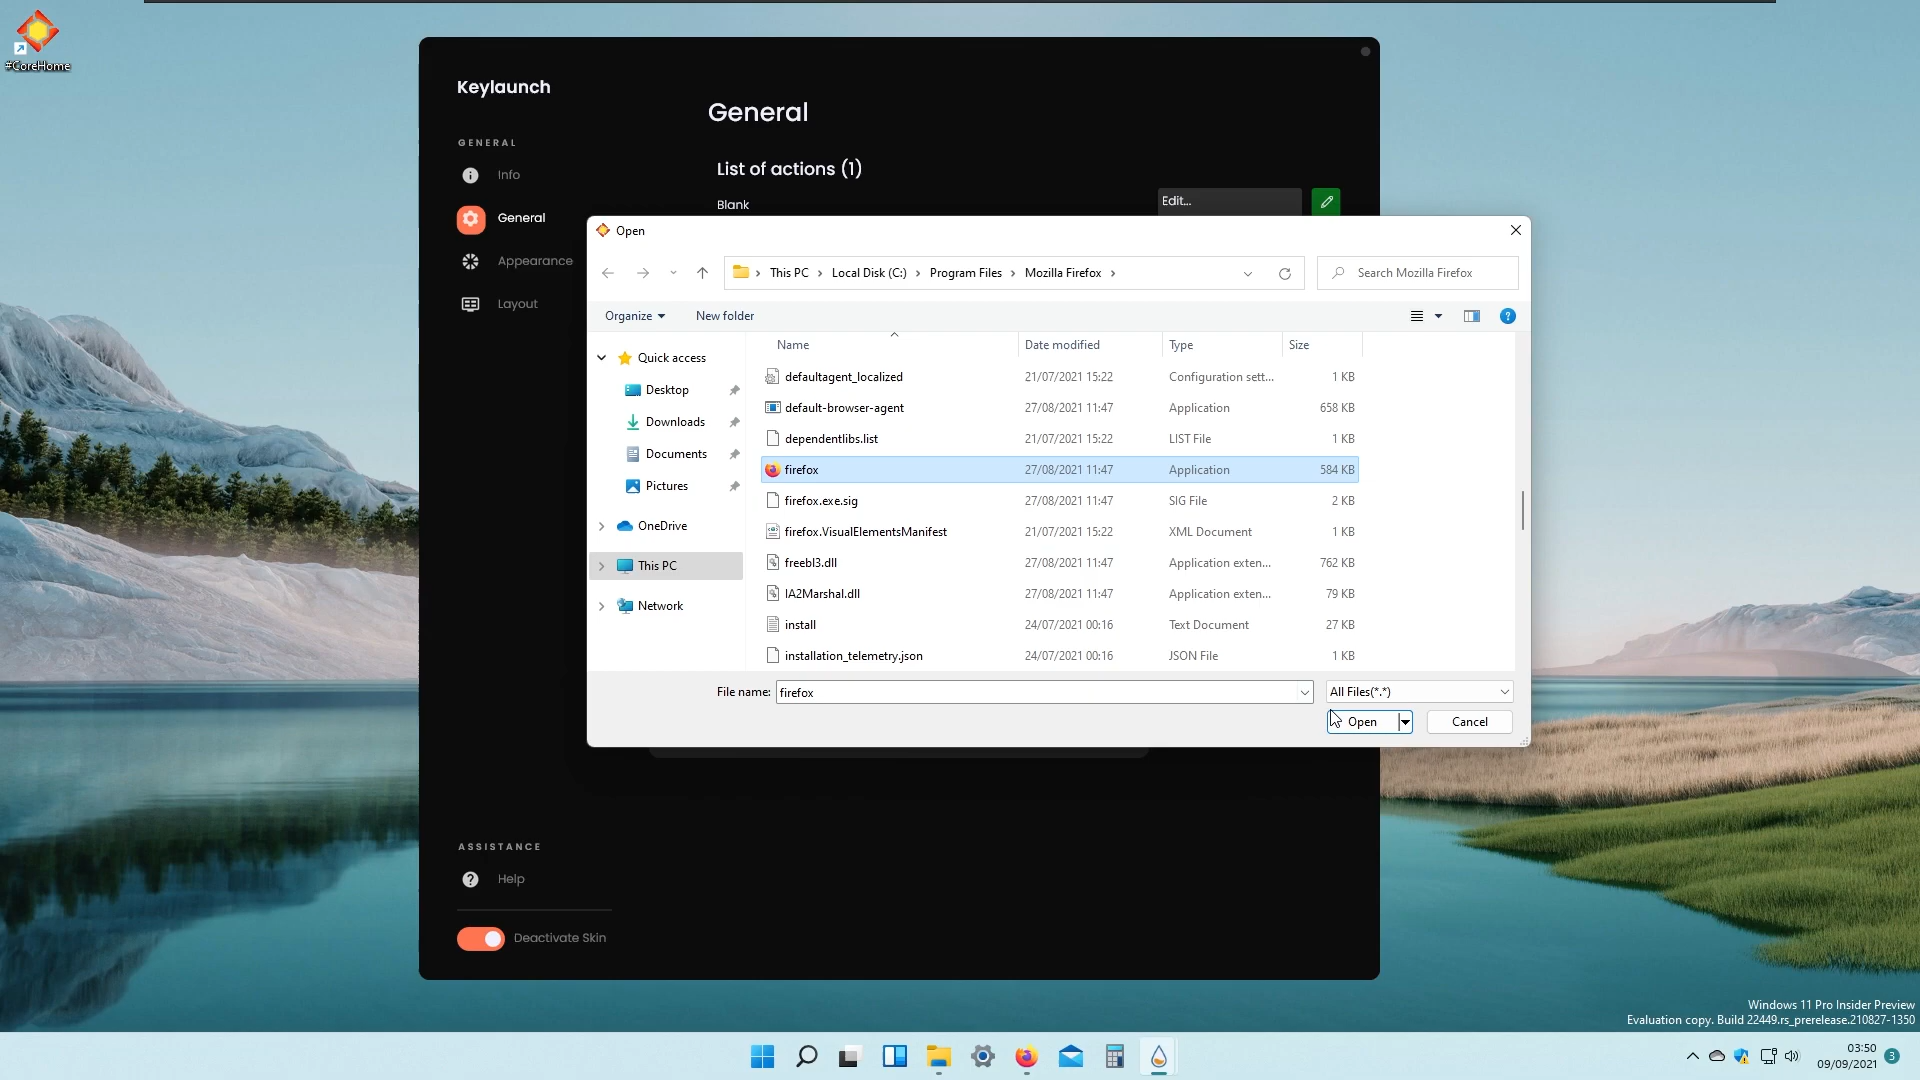 #CoreHome
Keylaunch
GENERAL
Info
General
Appearance
Layout
General
List of actions (1)
Blank
Edit...
Open
This PC
Local Disk (C:)
Program Files
Mozilla Firefox
Search Mozilla Firefox
Organize
New folder
Quick access
Desktop
Downloads
Documents
Pictures
OneDrive
This PC
Network
Name Date modified Type Size
defaultagent_localized 21/07/2021 15:22 Configuration sett... 1 KB
default-browser-agent 27/08/2021 11:47 Application 658 KB
dependentlibs.list 21/07/2021 15:22 LIST File 1 KB
firefox 27/08/2021 11:47 Application 584 KB
firefox.exe.sig 27/08/2021 11:47 SIG File 2 KB
firefox.VisualElementsManifest 21/07/2021 15:22 XML Document 1 KB
freebl3.dll 27/08/2021 11:47 Application exten... 762 KB
IA2Marshal.dll 27/08/2021 11:47 Application exten... 79 KB
install 24/07/2021 00:16 Text Document 27 KB
installation_telemetry.json 24/07/2021 00:16 JSON File 1 KB
File name: firefox
All Files(*.*)
Open
Cancel
ASSISTANCE
Help
Deactivate Skin
Windows 11 Pro Insider Preview
Evaluation copy. Build 22449.rs_prerelease.210827-1350
03:50
09/09/2021
3